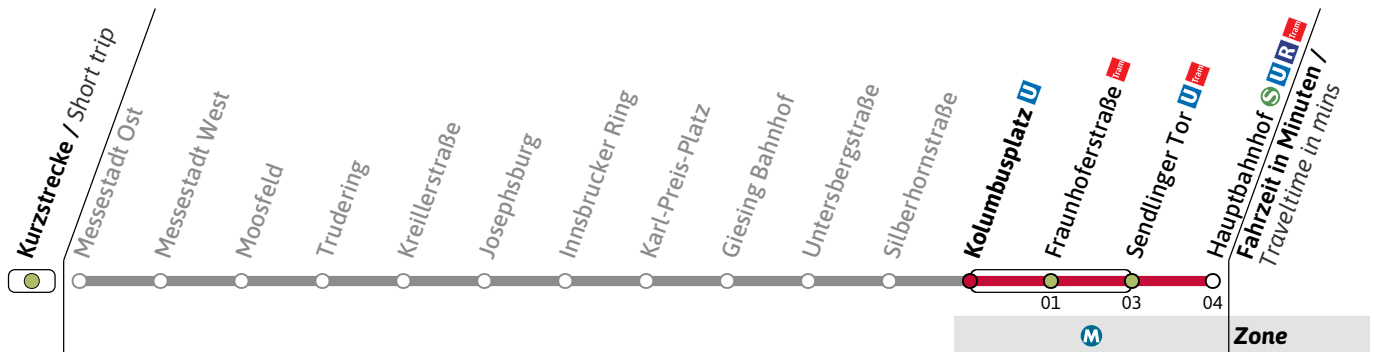 Kurzstrecke / Short trip
Messestadt Ost
Messestadt West
Moosfeld
Trudering
Kreillerstraße
Josephsburg
Innsbrucker Ring
Karl-Preis-Platz
Giesing Bahnhof
Untersbergstraße
Silberhornstraße
Kolumbusplatz U
Fraunhoferstraße Tram
Sendlinger Tor U Tram
Hauptbahnhof S U R Tram
Fahrzeit in Minuten /
Traveltime in mins
01 03 04
M Zone